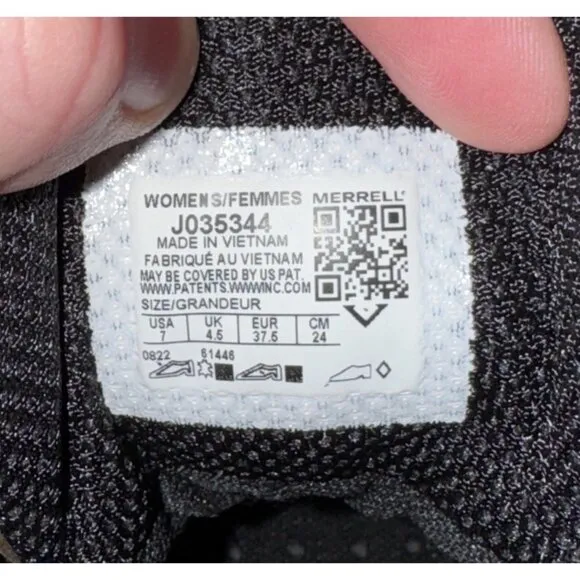 WOMENS/FEMMES MERRELL
J035344
MADE IN VIETNAM
FABRIQUÉ AU VIETNAM
MAY BE COVERED BY US PAT.
WWW.PATENTS.WWWINC.COM
SIZE/GRANDEUR
USA UK EUR CM
7 4.5 37.5 24
0822 61446